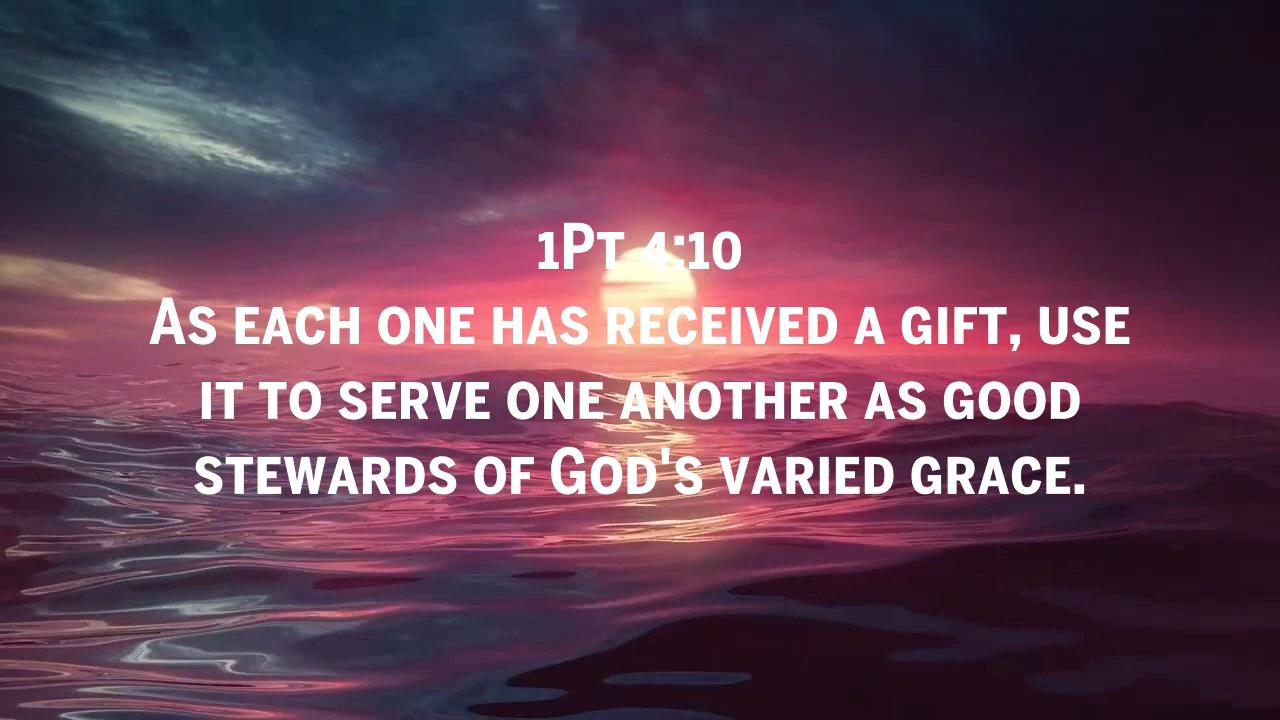 1Pt 4:10
As each one has received a gift, use
it to serve one another as good
stewards of God's varied grace.